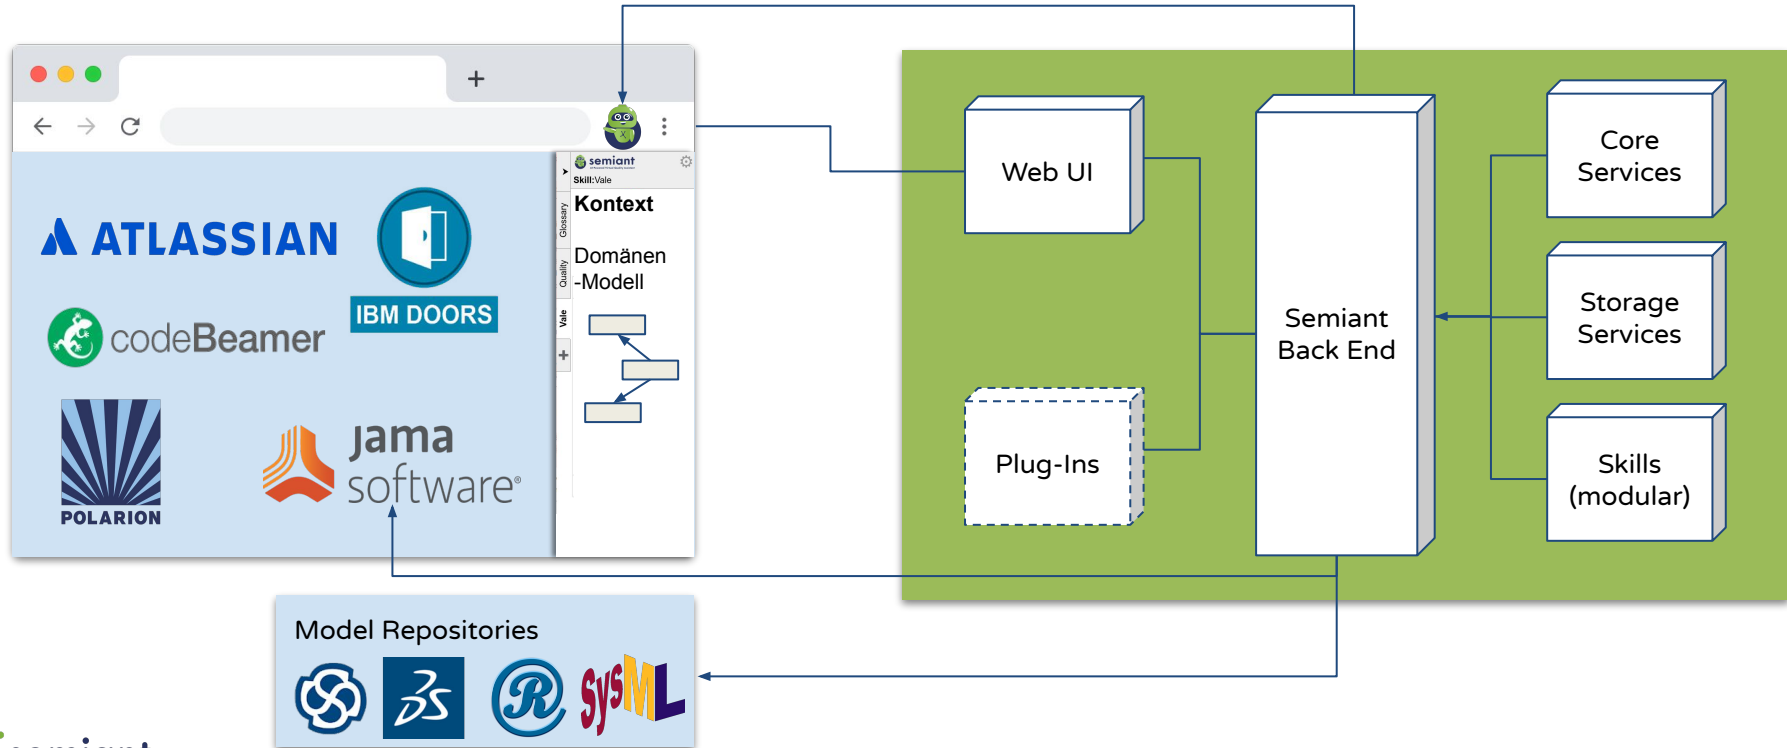 semiant
Skill:Vale
Glossary
Quality
Vale
Kontext
Domänen
-Modell
ATLASSIAN
IBM DOORS
codeBeamer
POLARION
jama
software
Web UI
Plug-Ins
Semiant
Back End
Core
Services
Storage
Services
Skills
(modular)
Model Repositories
SysML